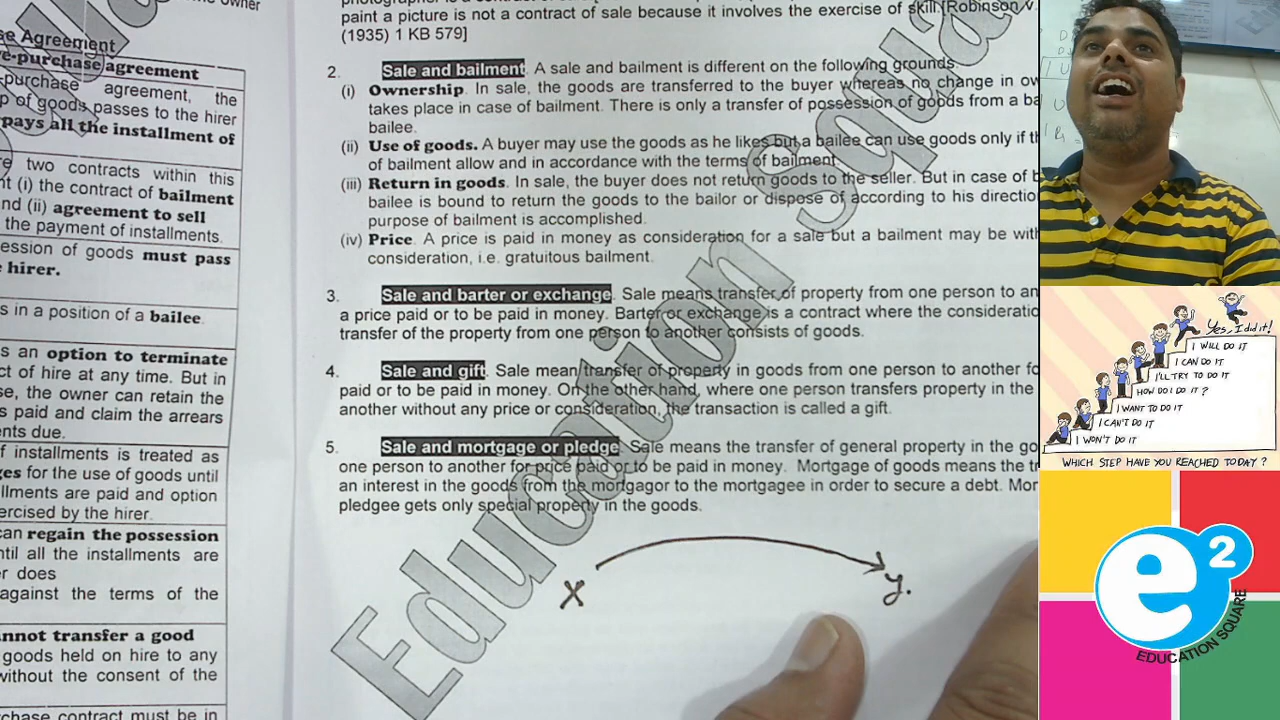 e owner
se Agreement
e-purchase agreement
-purchase agreement, the
p of goods passes to the hirer
pays all the installment of
re two contracts within this
nt (i) the contract of bailment
nd (ii) agreement to sell
the payment of installments.
ession of goods must pass
e hirer.
s in a position of a bailee.
s an option to terminate
ct of hire at any time. But in
se, the owner can retain the
s paid and claim the arrears
ents due.
f installments is treated as
ges for the use of goods until
llments are paid and option
ercised by the hirer.
can regain the possession
ntil all the installments are
er does
against the terms of the
annot transfer a good
goods held on hire to any
without the consent of the
chase contract must be in
paint a picture is not a contract of sale because it involves the exercise of skill [Robinson v.
(1935) 1 KB 579]
2. Sale and bailment. A sale and bailment is different on the following grounds.
(i) Ownership. In sale, the goods are transferred to the buyer whereas no change in ow
takes place in case of bailment. There is only a transfer of possession of goods from a ba
bailee.
(ii) Use of goods. A buyer may use the goods as he likes but a bailee can use goods only if th
of bailment allow and in accordance with the terms of bailment
(iii) Return in goods. In sale, the buyer does not return goods to the seller. But in case of b
bailee is bound to return the goods to the bailor or dispose of according to his directio
purpose of bailment is accomplished.
(iv) Price. A price is paid in money as consideration for a sale but a bailment may be with
consideration, i.e. gratuitous bailment.
3. Sale and barter or exchange. Sale means transfer of property from one person to an
a price paid or to be paid in money. Barter or exchange is a contract where the consideratio
transfer of the property from one person to another consists of goods.
4. Sale and gift. Sale mean transfer of property in goods from one person to another fo
paid or to be paid in money. On the other hand, where one person transfers property in the
another without any price or consideration, the transaction is called a gift.
5. Sale and mortgage or pledge. Sale means the transfer of general property in the go
one person to another for price paid or to be paid in money. Mortgage of goods means the tr
an interest in the goods from the mortgagor to the mortgagee in order to secure a debt. Mor
pledgee gets only special property in the goods.
X y.
Education Square
Yes, I did it!
I WILL DO IT
I CAN DO IT
I'LL TRY TO DO IT
HOW DO I DO IT?
I WANT TO DO IT
I CAN'T DO IT
I WON'T DO IT
WHICH STEP HAVE YOU REACHED TODAY?
e2
EDUCATION SQUARE